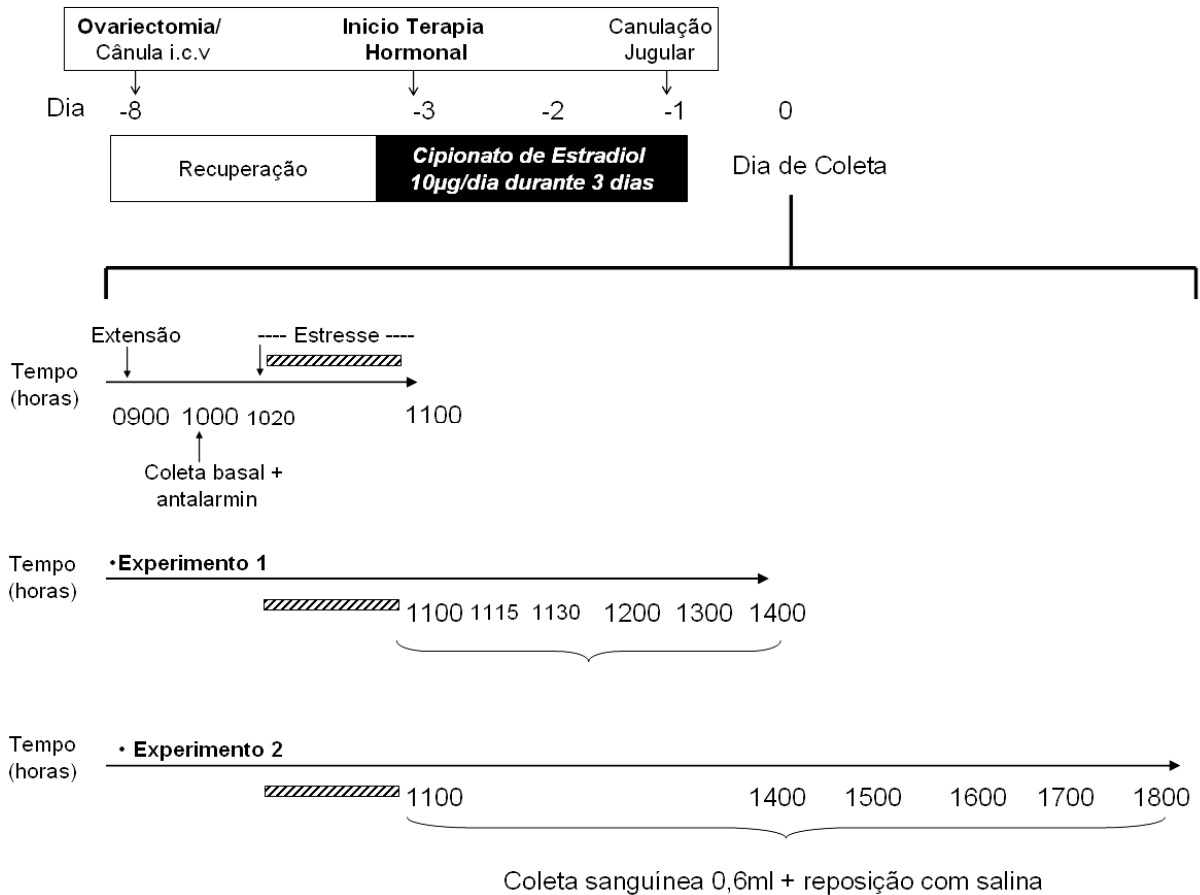 Ovariectomia/
Cânula i.c.v
Inicio Terapia
Hormonal
Canulação
Jugular
Dia -8 -3 -2 -1 0
Recuperação
Cipionato de Estradiol
10µg/dia durante 3 dias
Dia de Coleta
Extensão
---- Estresse ----
Tempo
(horas)
0900 1000 1020 1100
Coleta basal +
antalarmin
Tempo
(horas)
•Experimento 1
1100 1115 1130 1200 1300 1400
Tempo
(horas)
• Experimento 2
1100 1400 1500 1600 1700 1800
Coleta sanguínea 0,6ml + reposição com salina